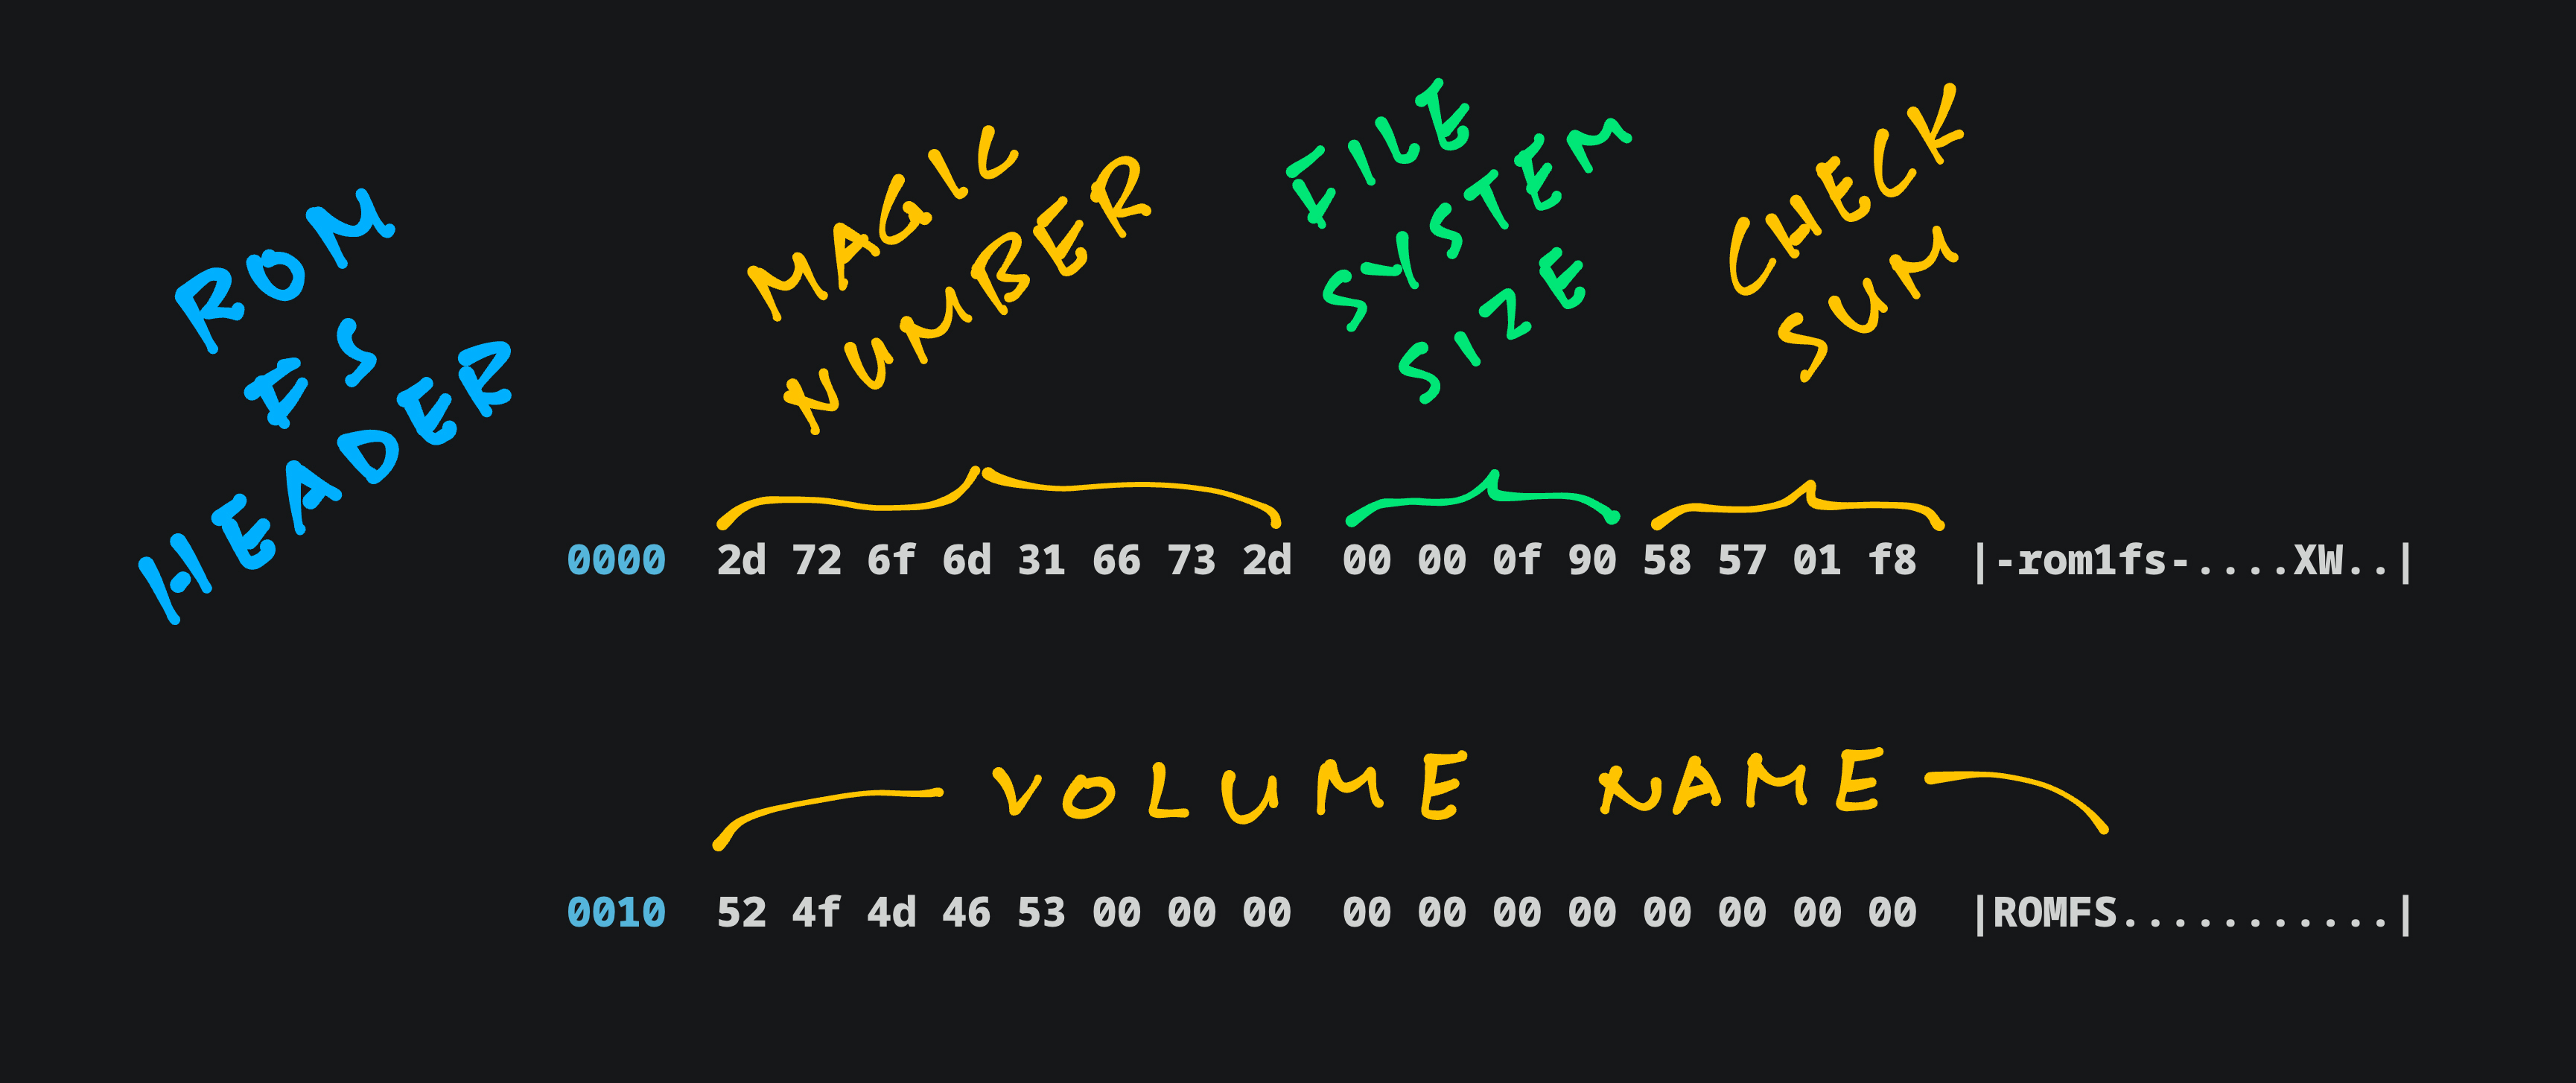 ROM
FS
HEADER
MAGIC
NUMBER
FILE
SYSTEM
SIZE
CHECK
SUM
0000 2d 72 6f 6d 31 66 73 2d 00 00 0f 90 58 57 01 f8 |-rom1fs-....XW..|
VOLUME NAME
0010 52 4f 4d 46 53 00 00 00 00 00 00 00 00 00 00 00 |ROMFS...........|